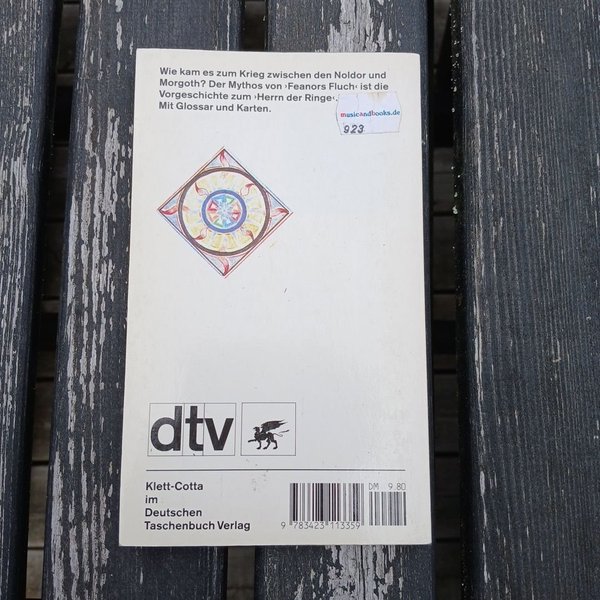 Wie kam es zum Krieg zwischen den Noldor und
Morgoth? Der Mythos von ›Feanors Fluch‹ ist die
Vorgeschichte zum ›Herrn der Ringe‹.
Mit Glossar und Karten.
musicandbooks.de
923
dtv
Klett-Cotta
im
Deutschen
Taschenbuch Verlag
DM 9.80
9 783423 113359